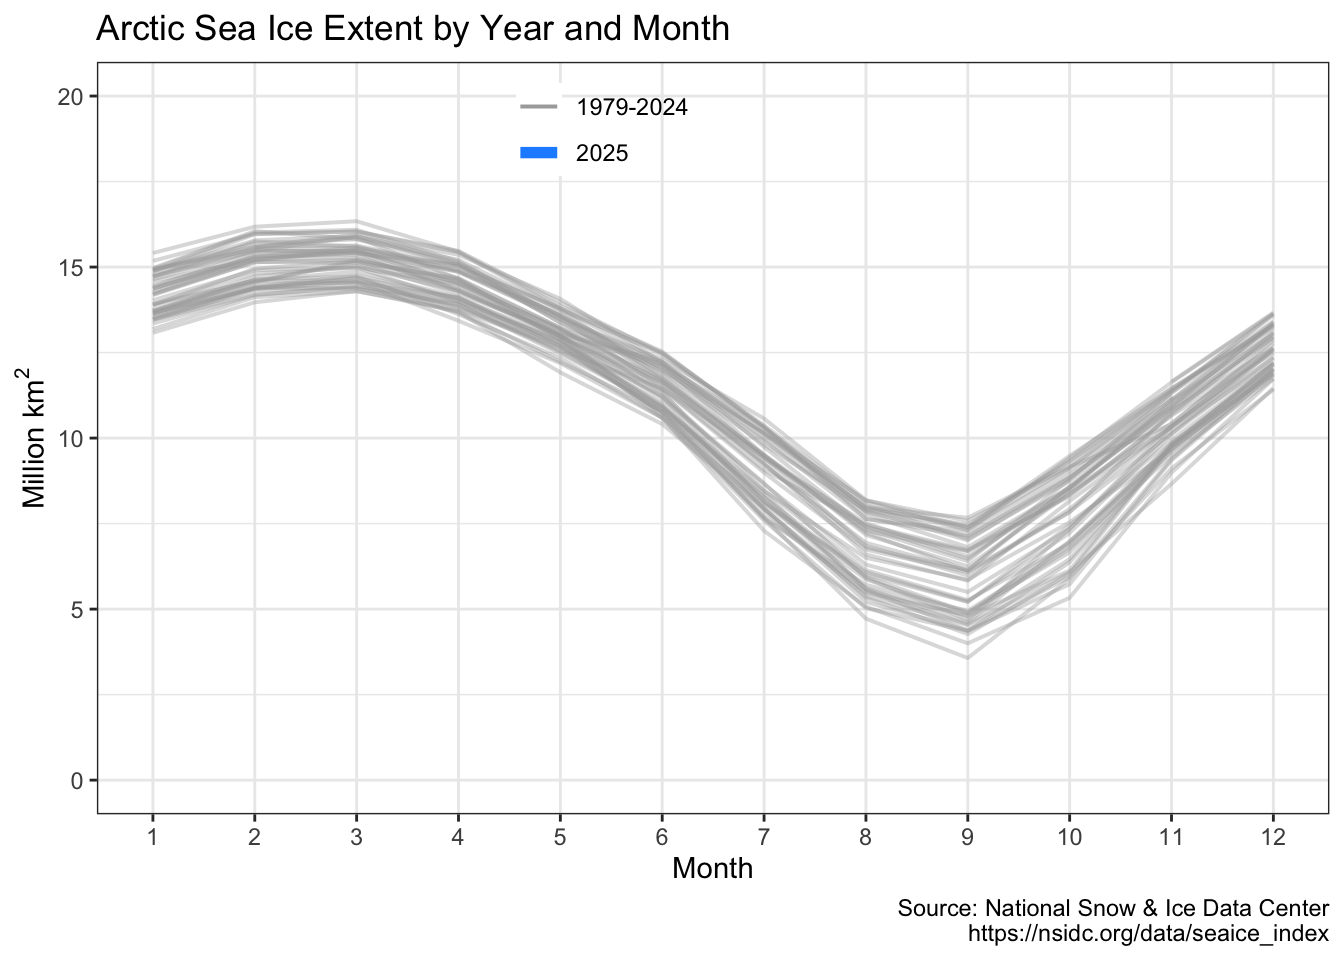 Arctic Sea Ice Extent by Year and Month
1979-2024
2025
20
15
10
5
0
Million km²
1 2 3 4 5 6 7 8 9 10 11 12
Month
Source: National Snow & Ice Data Center
https://nsidc.org/data/seaice_index